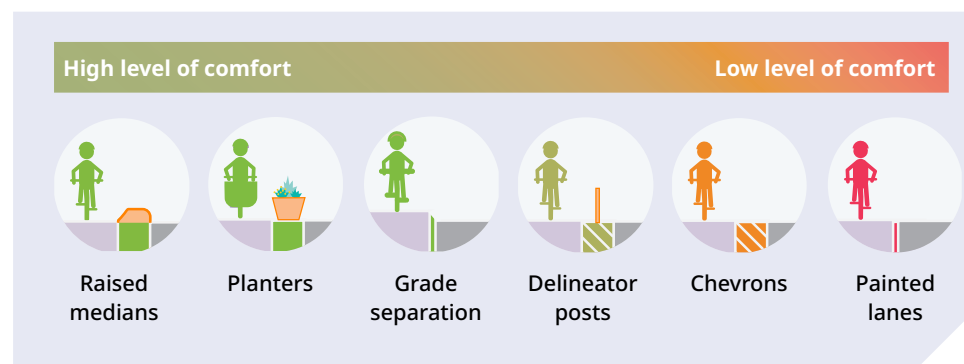 High level of comfort
Low level of comfort
Raised
medians
Planters
Grade
separation
Delineator
posts
Chevrons
Painted
lanes